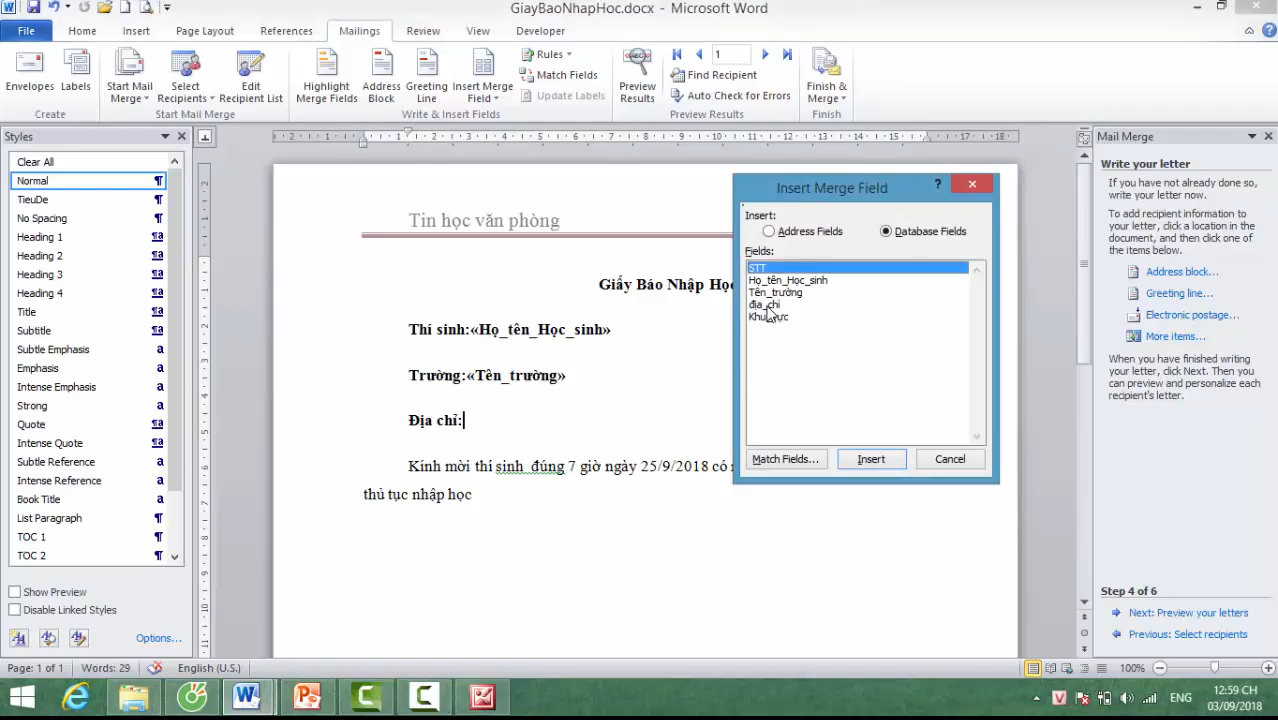 GiayBaoNhapHoc.docx - Microsoft Word
File Home Insert Page Layout References Mailings Review View Developer
Envelopes Labels
Create
Start Mail Merge Select Recipients Edit Recipient List
Start Mail Merge
Highlight Merge Fields Address Block Greeting Line Insert Merge Field
Rules
Match Fields
Update Labels
Write & Insert Fields
Preview Results
1
Find Recipient
Auto Check for Errors
Preview Results
Finish & Merge
Finish
Styles
Clear All
Normal
TieuDe
No Spacing
Heading 1
Heading 2
Heading 3
Heading 4
Title
Subtitle
Subtle Emphasis
Emphasis
Intense Emphasis
Strong
Quote
Intense Quote
Subtle Reference
Intense Reference
Book Title
List Paragraph
TOC 1
TOC 2
Show Preview
Disable Linked Styles
Options...
Tin học văn phòng
Giấy Báo Nhập Học
Thí sinh:«Họ_tên_Học_sinh»
Trường:«Tên_trường»
Địa chỉ:
Kính mời thí sinh đúng 7 giờ ngày 25/9/2018 có
thủ tục nhập học
Insert Merge Field
Insert:
Address Fields Database Fields
Fields:
STT
Họ_tên_Học_sinh
Tên_trường
địa_chỉ
Match Fields... Insert Cancel
Mail Merge
Write your letter
If you have not already done so,
write your letter now.
To add recipient information to
your letter, click a location in the
document, and then click one of
the items below.
Address block...
Greeting line...
Electronic postage...
More items...
When you have finished writing
your letter, click Next. Then you
can preview and personalize each
recipient's letter.
Step 4 of 6
Next: Preview your letters
Previous: Select recipients
Page: 1 of 1 Words: 29 English (U.S.) 100%
ENG
12:59 CH
03/09/2018